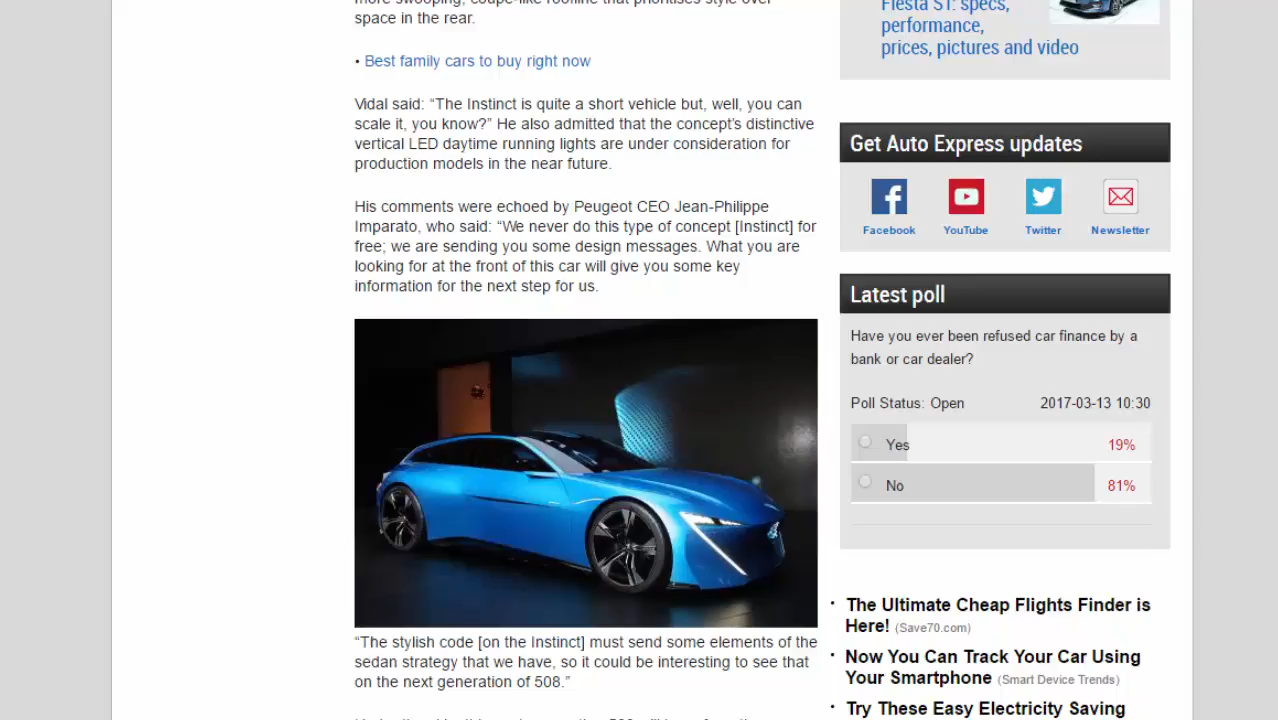 more swooping, coupe-like roofline that prioritises style over
space in the rear.
• Best family cars to buy right now
Vidal said: “The Instinct is quite a short vehicle but, well, you can
scale it, you know?” He also admitted that the concept’s distinctive
vertical LED daytime running lights are under consideration for
production models in the near future.
His comments were echoed by Peugeot CEO Jean-Philippe
Imparato, who said: “We never do this type of concept [Instinct] for
free; we are sending you some design messages. What you are
looking for at the front of this car will give you some key
information for the next step for us.
“The stylish code [on the Instinct] must send some elements of the
sedan strategy that we have, so it could be interesting to see that
on the next generation of 508.”
Fiesta ST: specs,
performance,
prices, pictures and video
Get Auto Express updates
Facebook
YouTube
Twitter
Newsletter
Latest poll
Have you ever been refused car finance by a
bank or car dealer?
Poll Status: Open
2017-03-13 10:30
Yes
19%
No
81%
The Ultimate Cheap Flights Finder is
Here! (Save70.com)
Now You Can Track Your Car Using
Your Smartphone (Smart Device Trends)
Try These Easy Electricity Saving